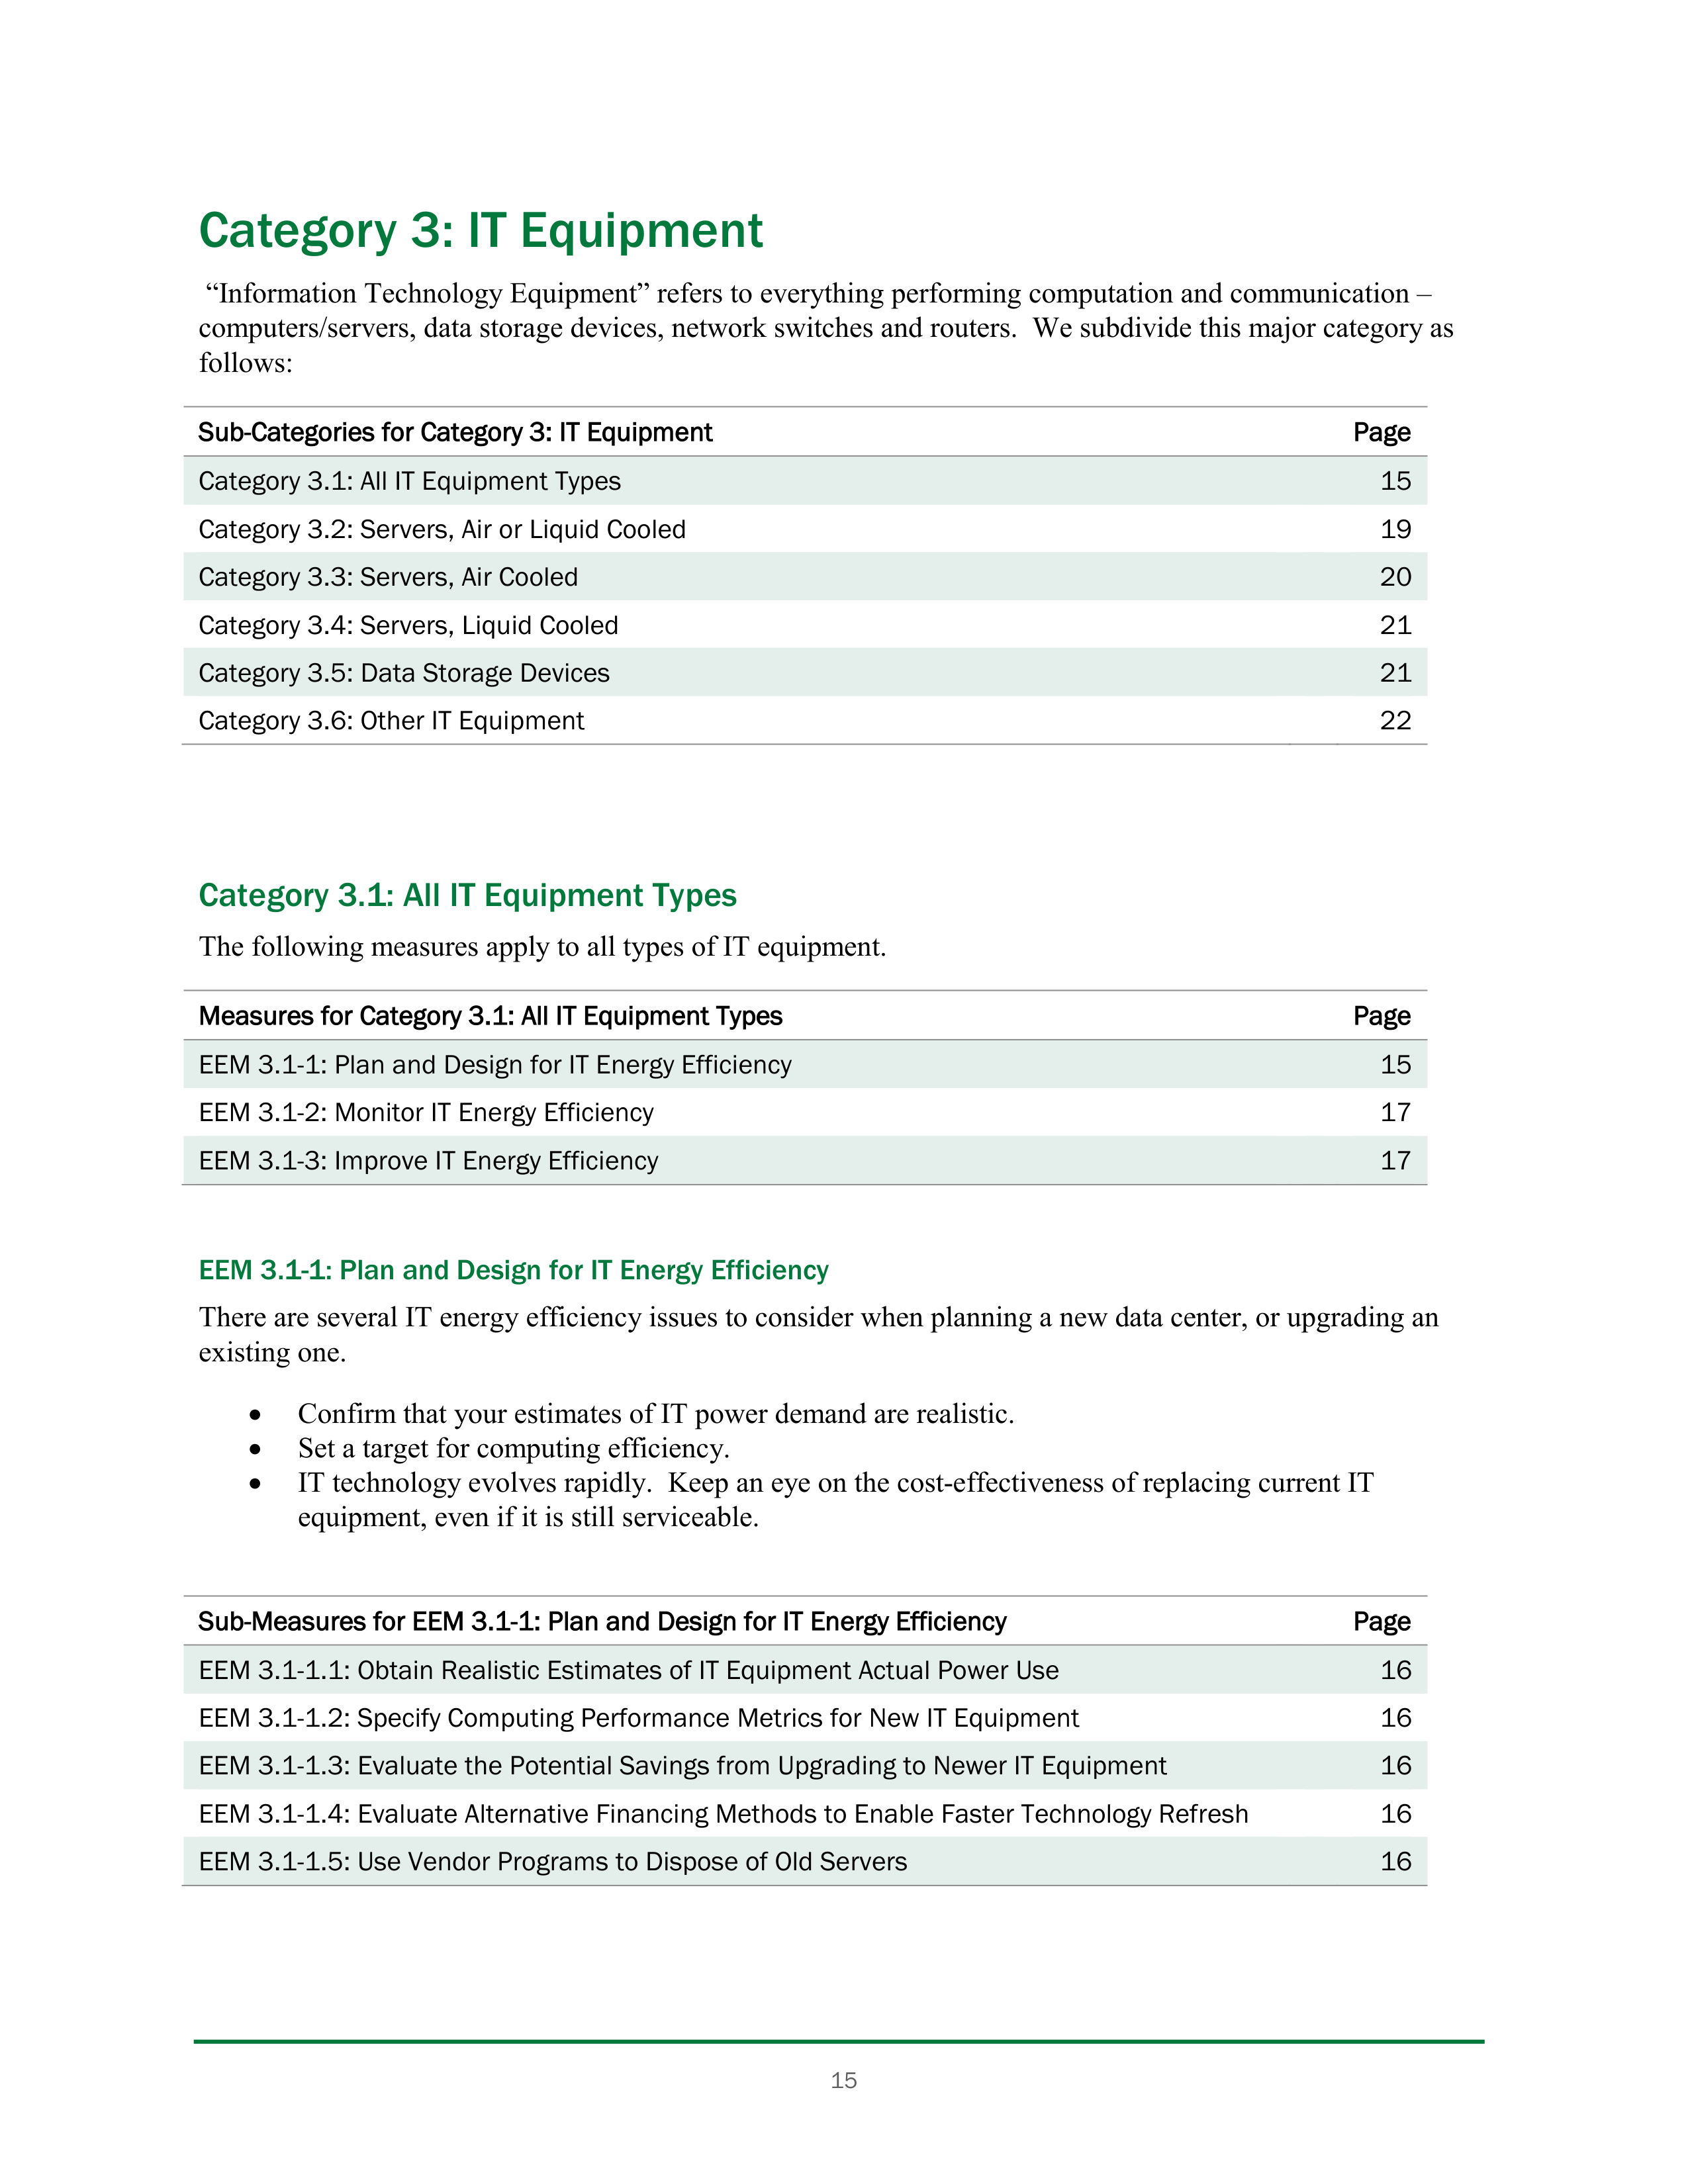 Category 3: IT Equipment
“Information Technology Equipment” refers to everything performing computation and communication –
computers/servers, data storage devices, network switches and routers.  We subdivide this major category as
follows:
Sub-Categories for Category 3: IT Equipment Page
Category 3.1: All IT Equipment Types 15
Category 3.2: Servers, Air or Liquid Cooled 19
Category 3.3: Servers, Air Cooled 20
Category 3.4: Servers, Liquid Cooled 21
Category 3.5: Data Storage Devices 21
Category 3.6: Other IT Equipment 22
Category 3.1: All IT Equipment Types
The following measures apply to all types of IT equipment.
Measures for Category 3.1: All IT Equipment Types Page
EEM 3.1-1: Plan and Design for IT Energy Efficiency 15
EEM 3.1-2: Monitor IT Energy Efficiency 17
EEM 3.1-3: Improve IT Energy Efficiency 17
EEM 3.1-1: Plan and Design for IT Energy Efficiency
There are several IT energy efficiency issues to consider when planning a new data center, or upgrading an
existing one.
• Confirm that your estimates of IT power demand are realistic.
• Set a target for computing efficiency.
• IT technology evolves rapidly.  Keep an eye on the cost-effectiveness of replacing current IT
equipment, even if it is still serviceable.
Sub-Measures for EEM 3.1-1: Plan and Design for IT Energy Efficiency Page
EEM 3.1-1.1: Obtain Realistic Estimates of IT Equipment Actual Power Use 16
EEM 3.1-1.2: Specify Computing Performance Metrics for New IT Equipment 16
EEM 3.1-1.3: Evaluate the Potential Savings from Upgrading to Newer IT Equipment 16
EEM 3.1-1.4: Evaluate Alternative Financing Methods to Enable Faster Technology Refresh 16
EEM 3.1-1.5: Use Vendor Programs to Dispose of Old Servers 16
15